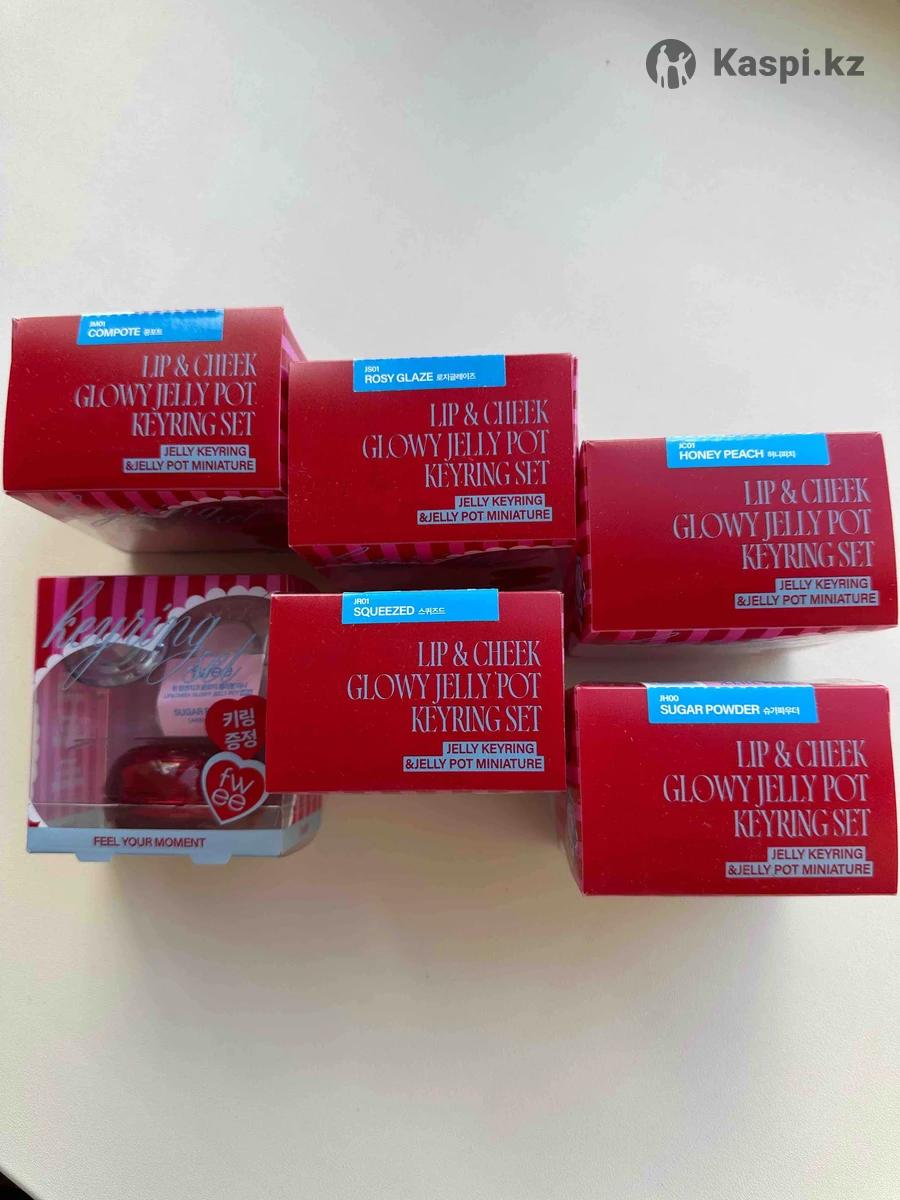 Kaspi.kz
JM01
COMPOTE 콩포트
LIP & CHEEK
GLOWY JELLY POT
KEYRING SET
JELLY KEYRING
&JELLY POT MINIATURE
JS01
ROSY GLAZE 로지글레이즈
LIP & CHEEK
GLOWY JELLY POT
KEYRING SET
JELLY KEYRING
&JELLY POT MINIATURE
JC01
HONEY PEACH 허니피치
LIP & CHEEK
GLOWY JELLY POT
KEYRING SET
JELLY KEYRING
&JELLY POT MINIATURE
keyring
SUGAR
키링
증정
fw
ee
FEEL YOUR MOMENT
JR01
SQUEEZED 스퀴즈드
LIP & CHEEK
GLOWY JELLY POT
KEYRING SET
JELLY KEYRING
&JELLY POT MINIATURE
JH00
SUGAR POWDER 슈가파우더
LIP & CHEEK
GLOWY JELLY POT
KEYRING SET
JELLY KEYRING
&JELLY POT MINIATURE